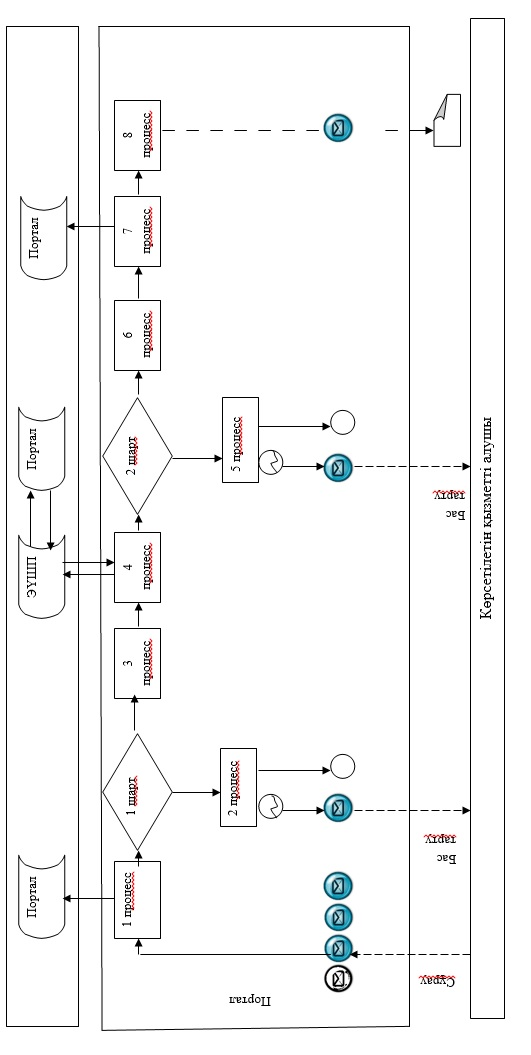 Портал
ЭҮШП
Портал
Портал
1 процесс
1 шарт
3
процесс
4
процесс
2 шарт
6
процесс
7
процесс
8
процесс
2 процесс
5 процесс
Портал
Сұрау
Бас
тарту
Бас
тарту
Көрсетілетін қызметті алушы